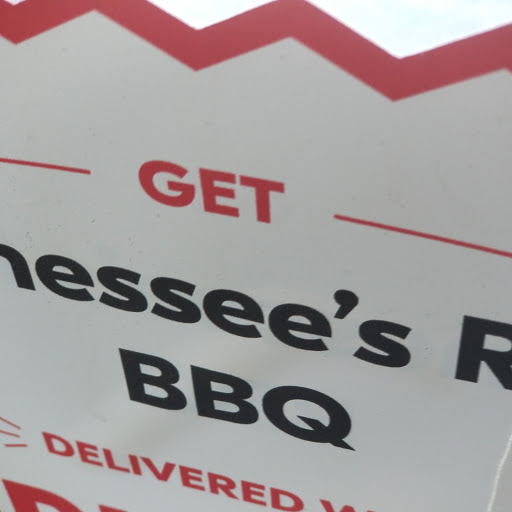 GET
nessee's R
BBQ
DELIVERED W